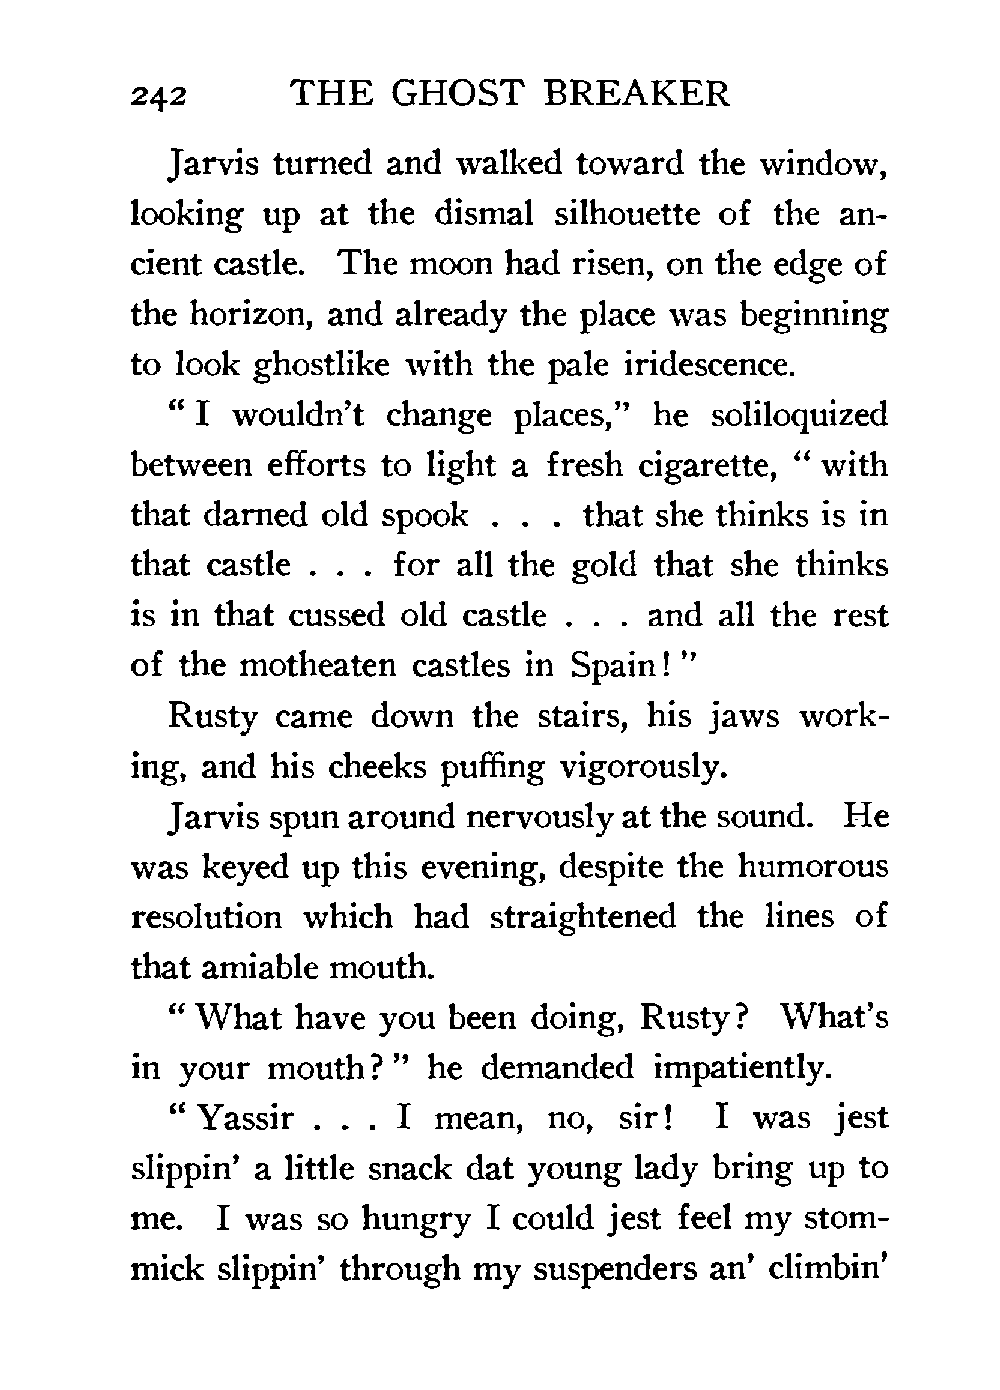 242 THE GHOST BREAKER
Jarvis turned and walked toward the window,
looking up at the dismal silhouette of the an-
cient castle. The moon had risen, on the edge of
the horizon, and already the place was beginning
to look ghostlike with the pale iridescence.
“ I wouldn’t change places,” he soliloquized
between efforts to light a fresh cigarette, “ with
that darned old spook . . . that she thinks is in
that castle . . . for all the gold that she thinks
is in that cussed old castle . . . and all the rest
of the motheaten castles in Spain! ”
Rusty came down the stairs, his jaws work-
ing, and his cheeks puffing vigorously.
Jarvis spun around nervously at the sound. He
was keyed up this evening, despite the humorous
resolution which had straightened the lines of
that amiable mouth.
“ What have you been doing, Rusty? What’s
in your mouth? ” he demanded impatiently.
“ Yassir . . . I mean, no, sir! I was jest
slippin’ a little snack dat young lady bring up to
me. I was so hungry I could jest feel my stom-
mick slippin’ through my suspenders an’ climbin’